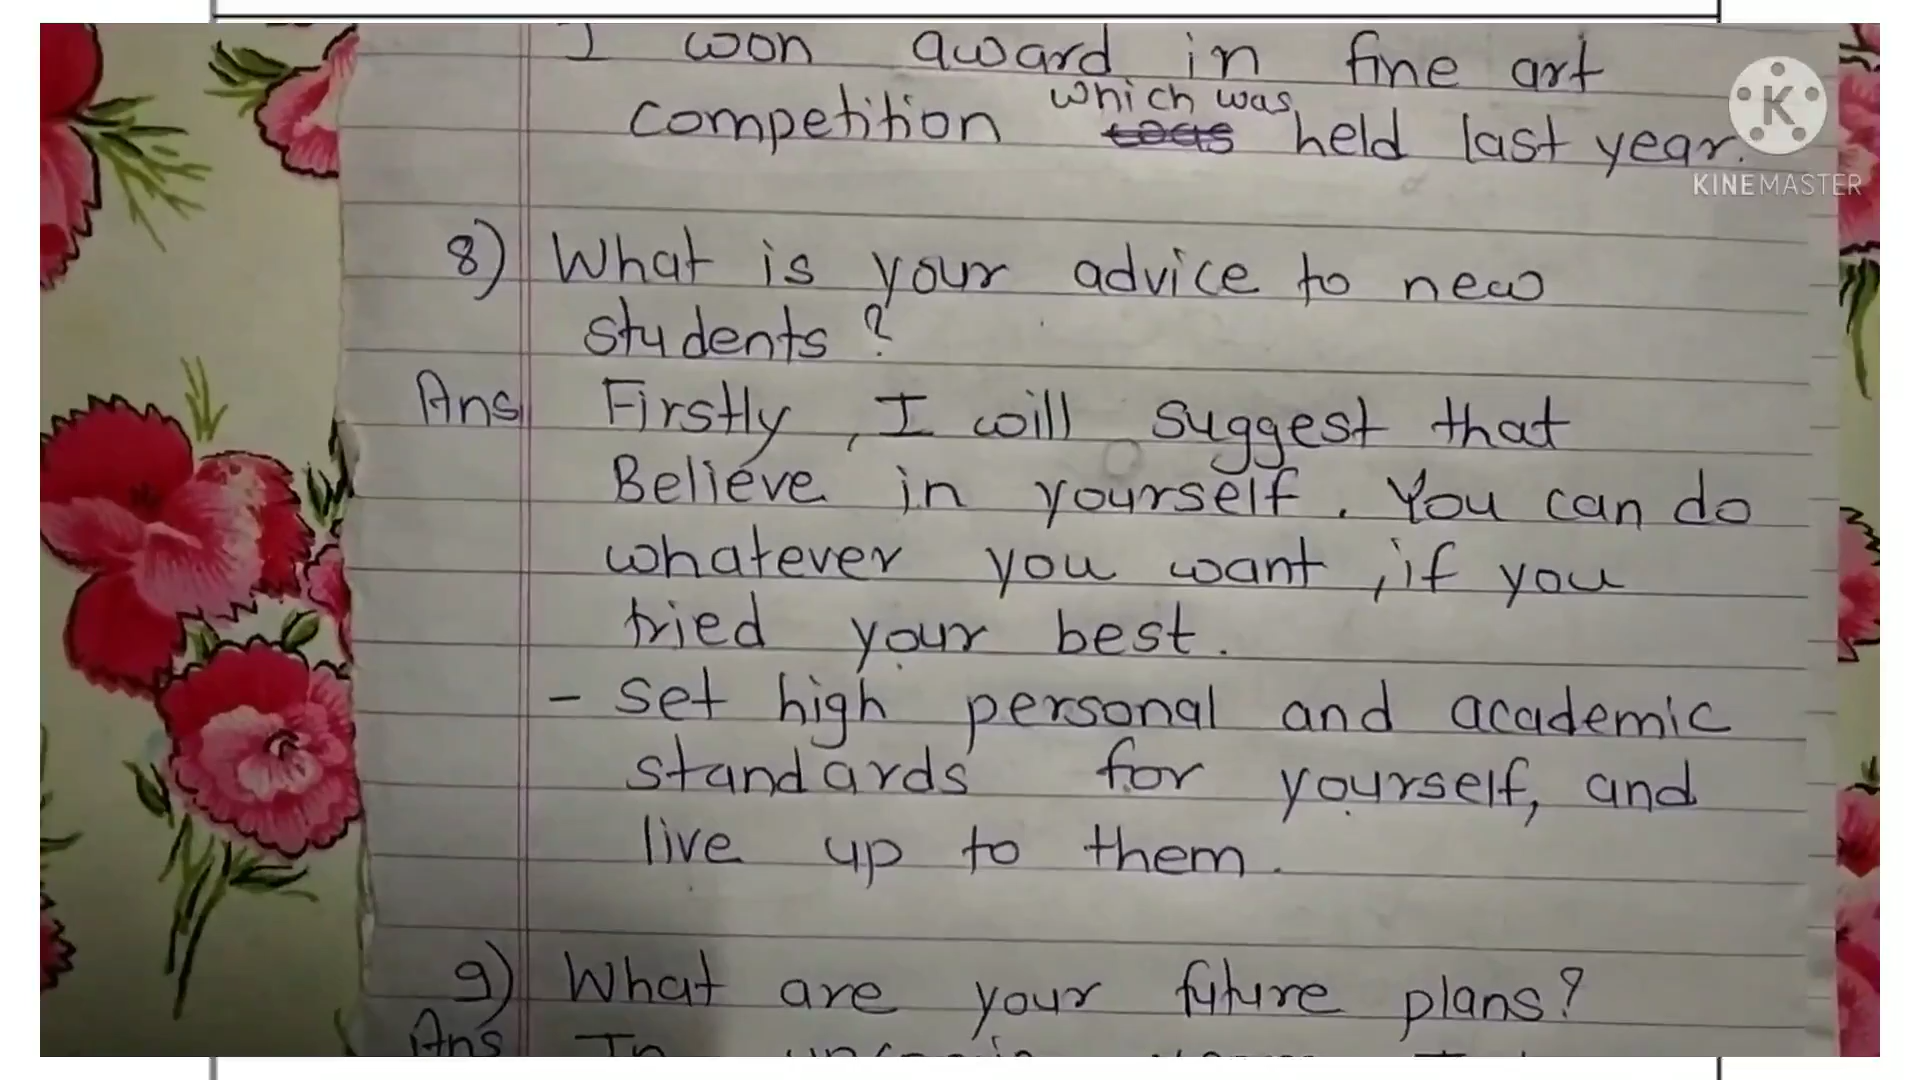 I won award in fine art
competition which was held last year.
K
KINEMASTER
8) What is your advice to new
students?
Ans Firstly, I will suggest that
Believe in yourself. You can do
whatever you want, if you
tried your best.
- Set high personal and academic
standards for yourself, and
live up to them.
9) What are your future plans?
Ans In